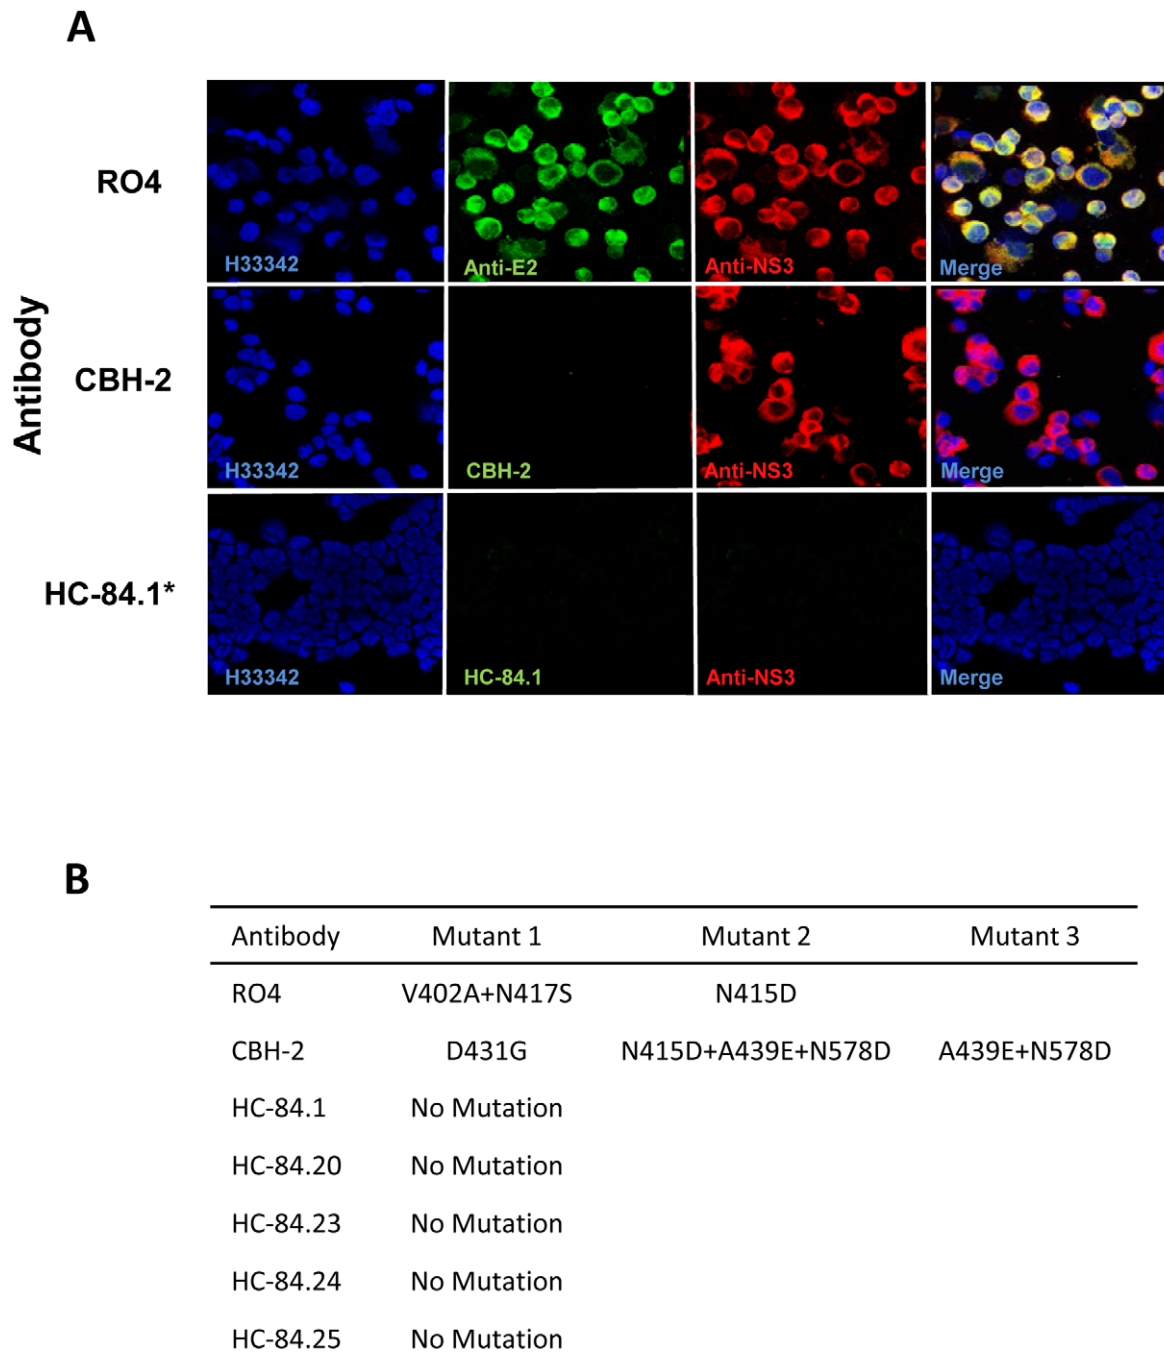 A
Antibody
RO4
H33342
Anti-E2
Anti-NS3
Merge
CBH-2
H33342
CBH-2
Anti-NS3
Merge
HC-84.1*
H33342
HC-84.1
Anti-NS3
Merge
B
Antibody Mutant 1 Mutant 2 Mutant 3
RO4 V402A+N417S N415D
CBH-2 D431G N415D+A439E+N578D A439E+N578D
HC-84.1 No Mutation
HC-84.20 No Mutation
HC-84.23 No Mutation
HC-84.24 No Mutation
HC-84.25 No Mutation